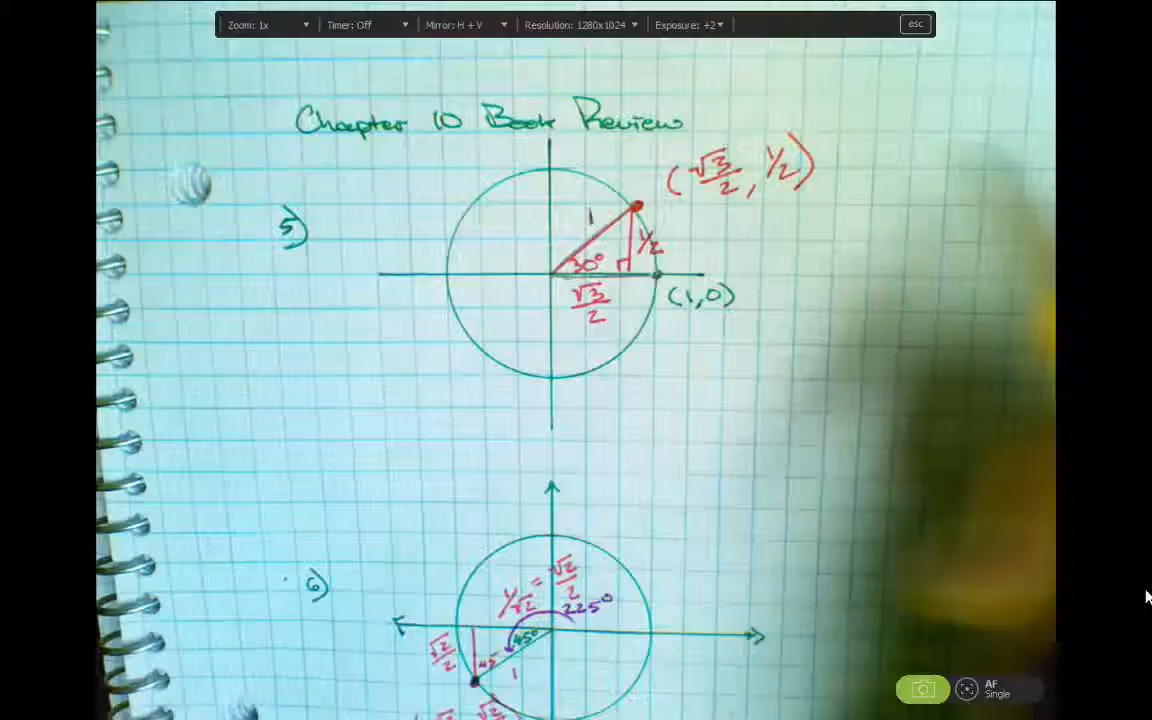 Zoom: 1x Timer: Off Mirror: H + V Resolution: 1280x1024 Exposure: +2 esc
Chapter 10 Book Review
(√3/2, 1/2)
5)
1
1/2
30°
√3/2
(1,0)
6)
1/√2 = √2/2
225°
45°
√2/2
45°
1
AF
Single